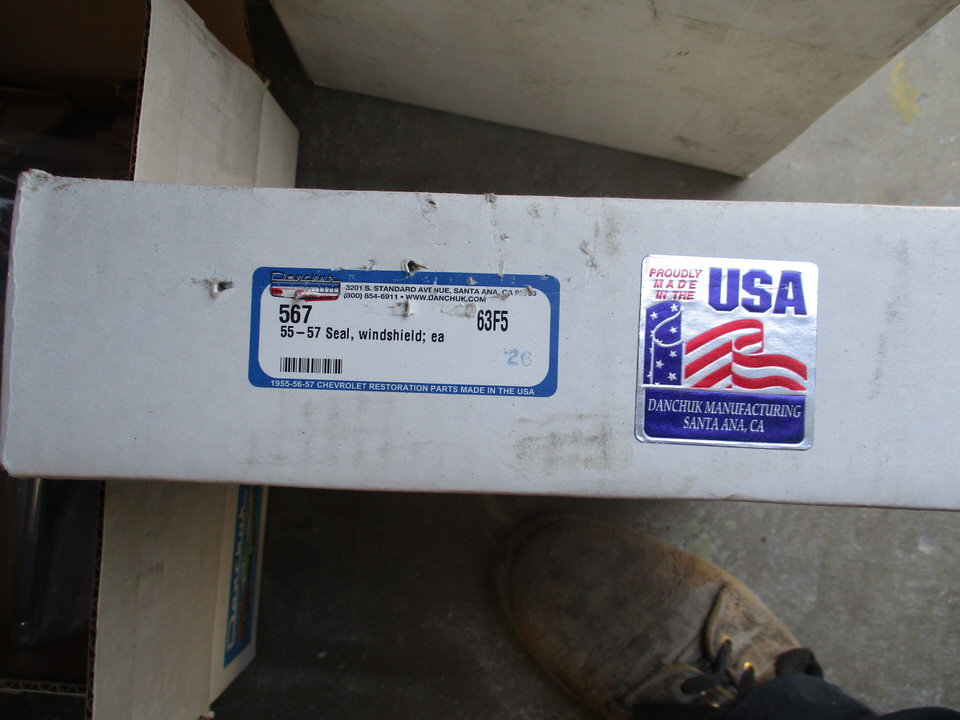 Danchuk
3201 S. STANDARD AVENUE, SANTA ANA, CA
(800) 854-6911 • WWW.DANCHUK.COM
567
63F5
55-57 Seal, windshield; ea
26
1955-56-57 CHEVROLET RESTORATION PARTS MADE IN THE USA
PROUDLY
MADE
IN THE
USA
DANCHUK MANUFACTURING
SANTA ANA, CA
Danchuk